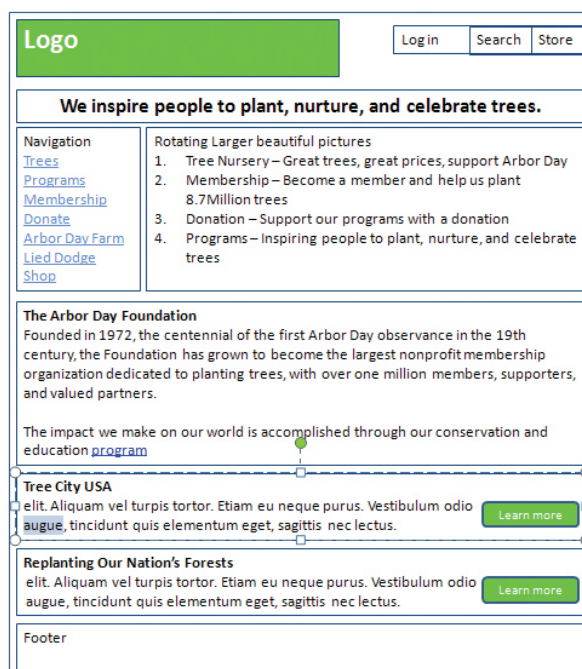 Logo
Log in
Search
Store
We inspire people to plant, nurture, and celebrate trees.
Navigation
Trees
Programs
Membership
Donate
Arbor Day Farm
Lied Dodge
Shop
Rotating Larger beautiful pictures
1. Tree Nursery – Great trees, great prices, support Arbor Day
2. Membership – Become a member and help us plant
8.7Million trees
3. Donation – Support our programs with a donation
4. Programs – Inspiring people to plant, nurture, and celebrate
trees
The Arbor Day Foundation
Founded in 1972, the centennial of the first Arbor Day observance in the 19th
century, the Foundation has grown to become the largest nonprofit membership
organization dedicated to planting trees, with over one million members, supporters,
and valued partners.
The impact we make on our world is accomplished through our conservation and
education program
Tree City USA
elit. Aliquam vel turpis tortor. Etiam eu neque purus. Vestibulum odio
augue, tincidunt quis elementum eget, sagittis nec lectus.
Learn more
Replanting Our Nation's Forests
elit. Aliquam vel turpis tortor. Etiam eu neque purus. Vestibulum odio
augue, tincidunt quis elementum eget, sagittis nec lectus.
Learn more
Footer